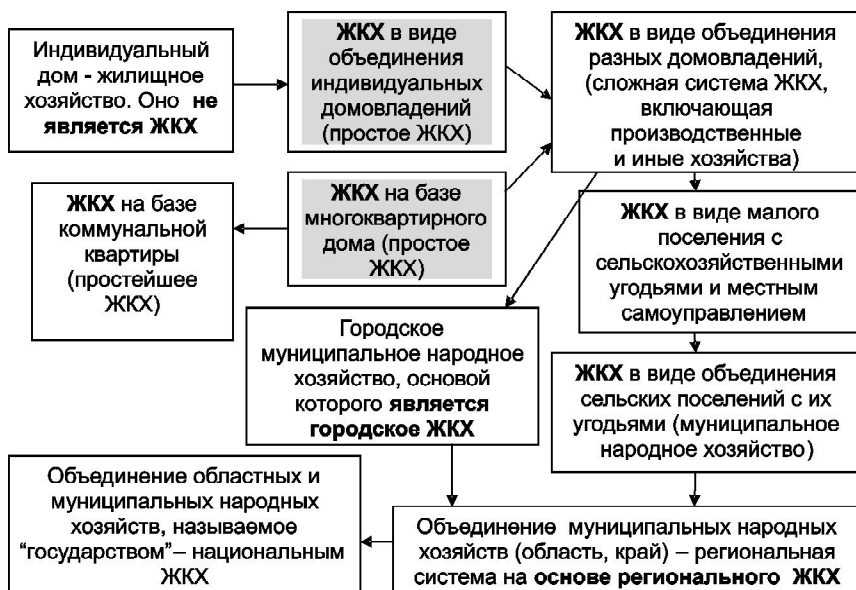 Индивидуальный
дом - жилищное
хозяйство. Оно не
является ЖКХ
ЖКХ в виде
объединения
индивидуальных
домовладений
(простое ЖКХ)
ЖКХ в виде объединения
разных домовладений,
(сложная система ЖКХ,
включающая
производственные
и иные хозяйства)
ЖКХ на базе
коммунальной
квартиры
(простейшее
ЖКХ)
ЖКХ на базе
многоквартирного
дома (простое
ЖКХ)
ЖКХ в виде малого
поселения с
сельскохозяйственными
угодьями и местным
самоуправлением
Городское
муниципальное народное
хозяйство, основой
которого является
городское ЖКХ
ЖКХ в виде объединения
сельских поселений с их
угодьями (муниципальное
народное хозяйство)
Объединение областных и
муниципальных народных
хозяйств, называемое
“государством”– национальным
ЖКХ
Объединение муниципальных народных
хозяйств (область, край) – региональная
система на основе регионального ЖКХ